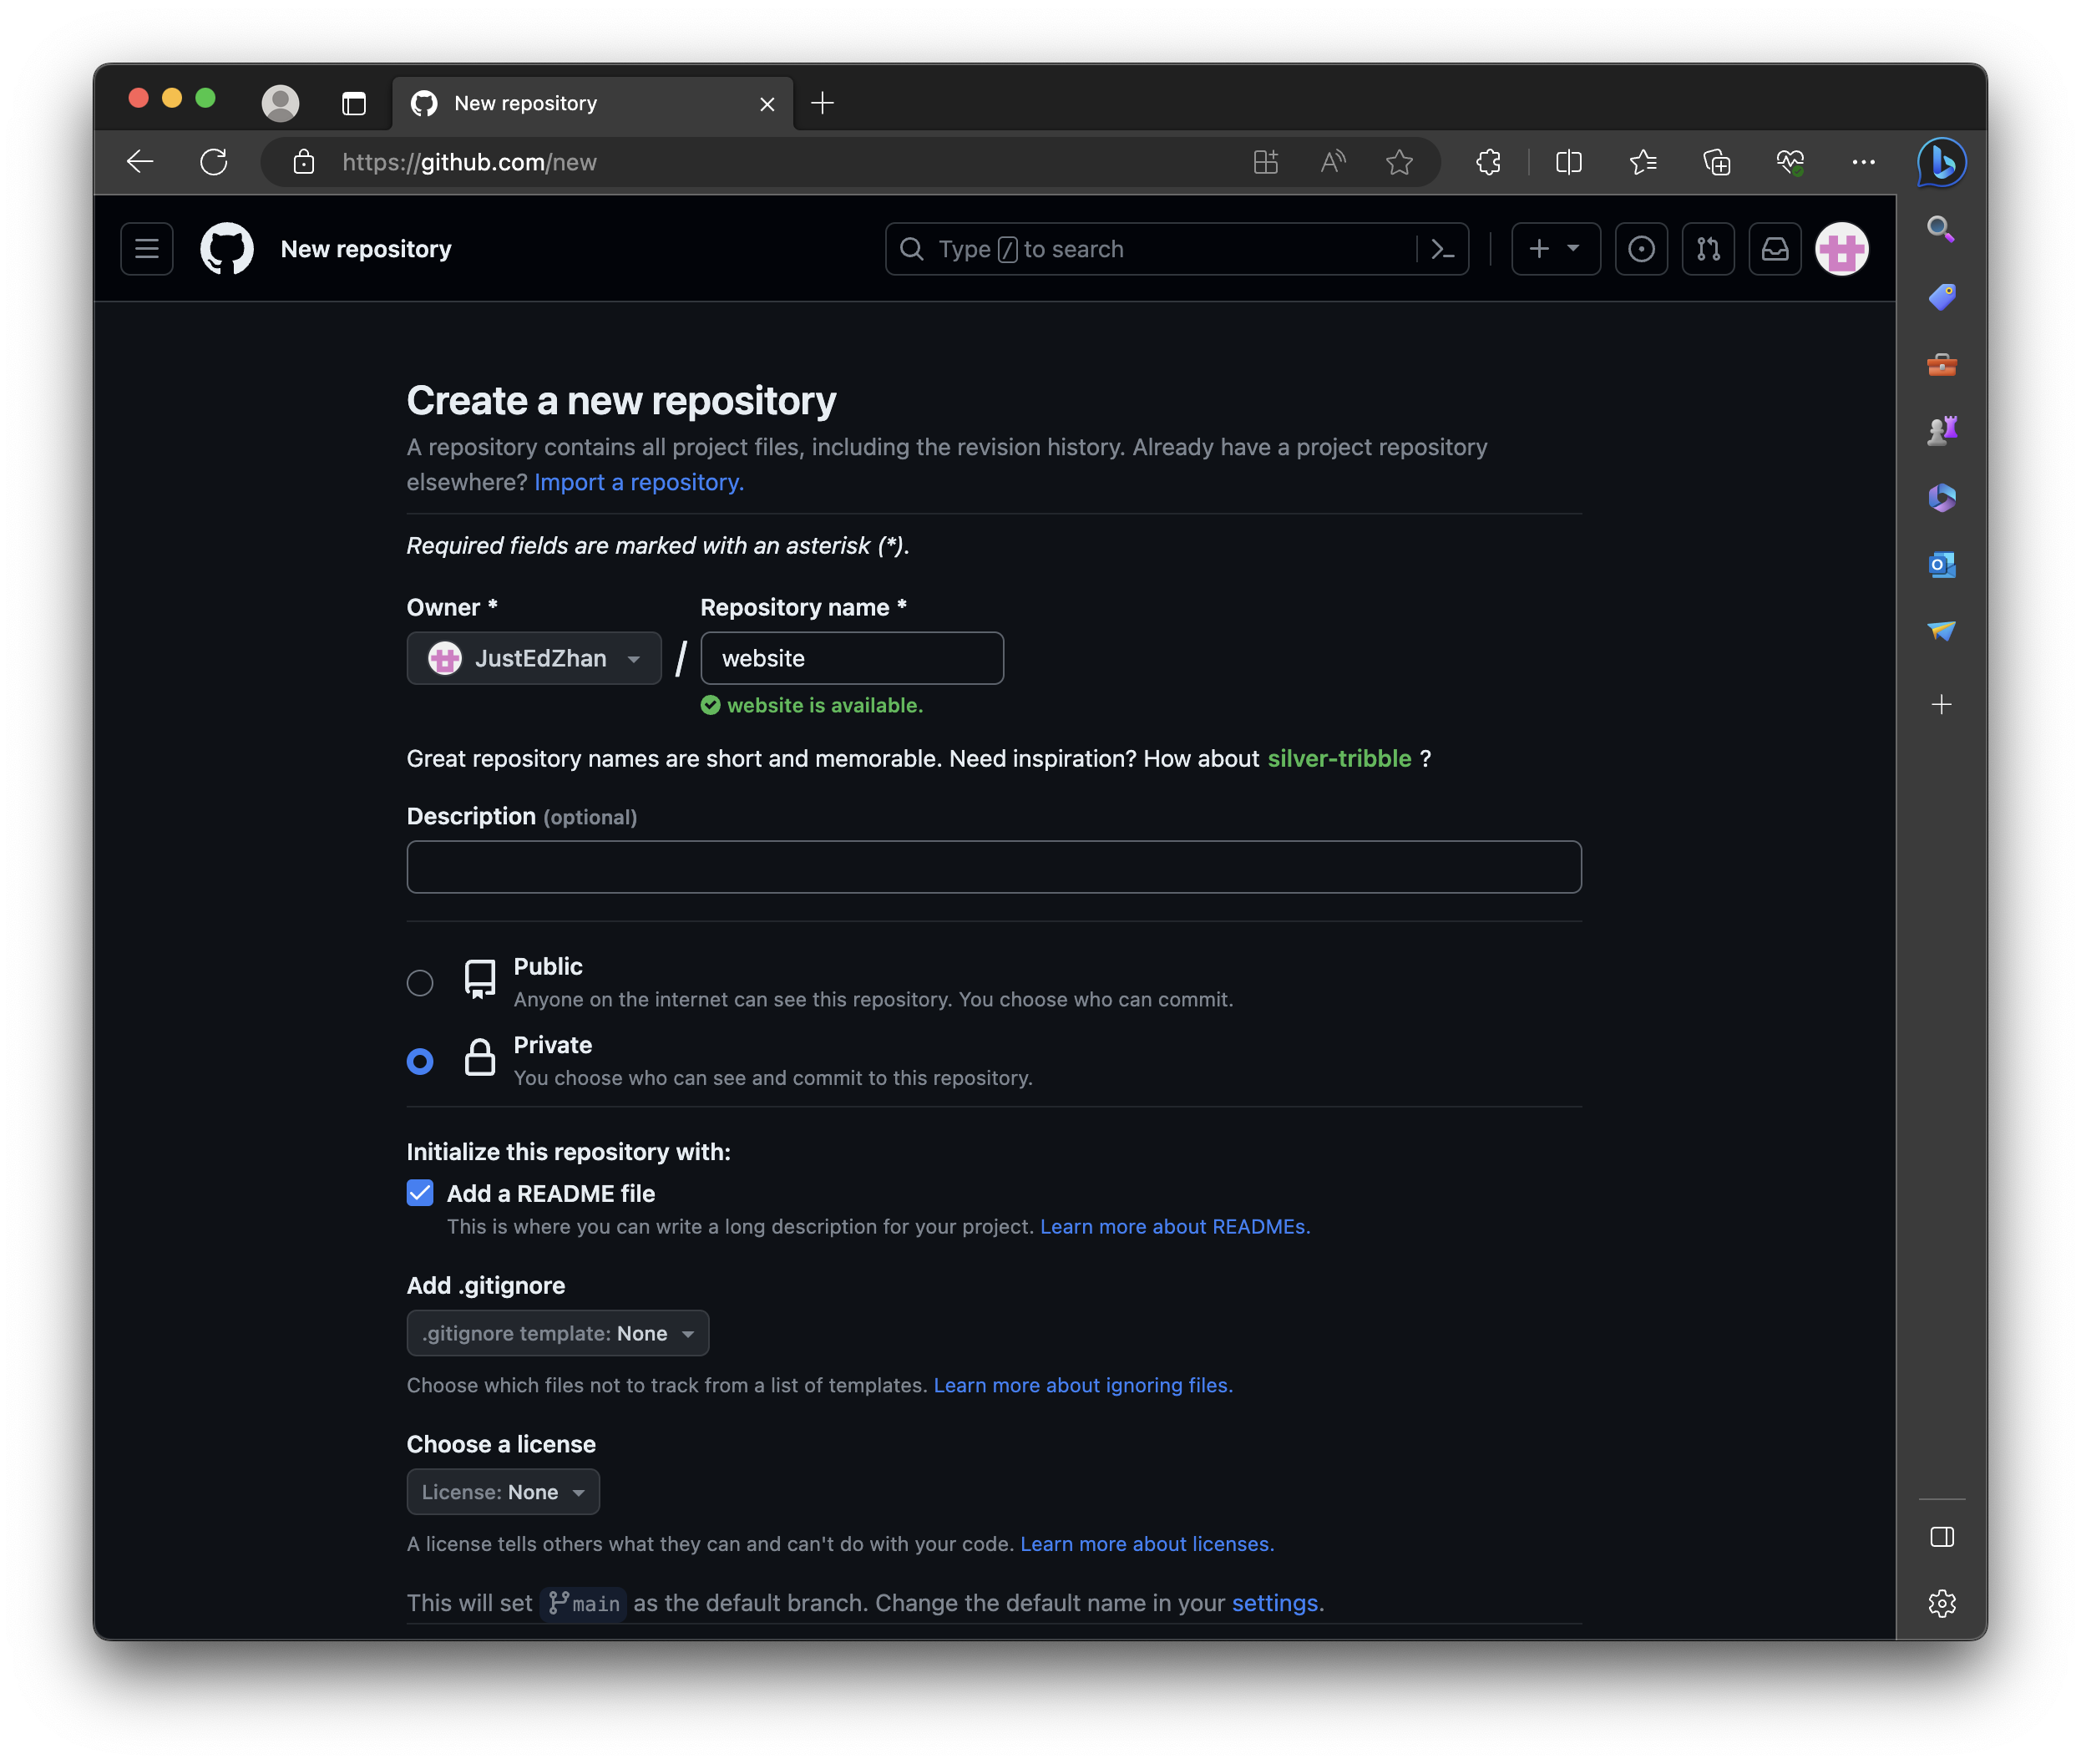 New repository
https://github.com/new
New repository
Type / to search
Create a new repository
A repository contains all project files, including the revision history. Already have a project repository
elsewhere? Import a repository.
Required fields are marked with an asterisk (*).
Owner * Repository name *
JustEdZhan / website
website is available.
Great repository names are short and memorable. Need inspiration? How about silver-tribble ?
Description (optional)
Public
Anyone on the internet can see this repository. You choose who can commit.
Private
You choose who can see and commit to this repository.
Initialize this repository with:
Add a README file
This is where you can write a long description for your project. Learn more about READMEs.
Add .gitignore
.gitignore template: None
Choose which files not to track from a list of templates. Learn more about ignoring files.
Choose a license
License: None
A license tells others what they can and can't do with your code. Learn more about licenses.
This will set main as the default branch. Change the default name in your settings.